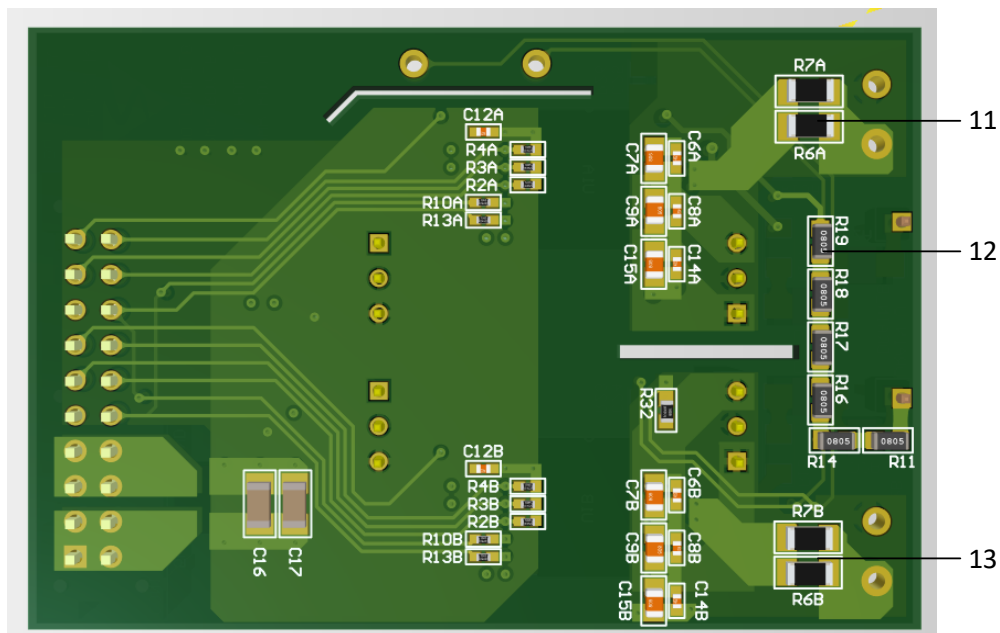 R7A
11
R6A
C12A
R4A
R3A
R2A
R10A
R13A
C7A
C6A
C9A
C8A
C15A
C14A
R19
0805
12
R18
0805
R17
0805
R16
0805
R32
0805
0805
R14
R11
C12B
R4B
R3B
R2B
R10B
R13B
C16
C17
C7B
C6B
C9B
C8B
C15B
C14B
R7B
13
R6B